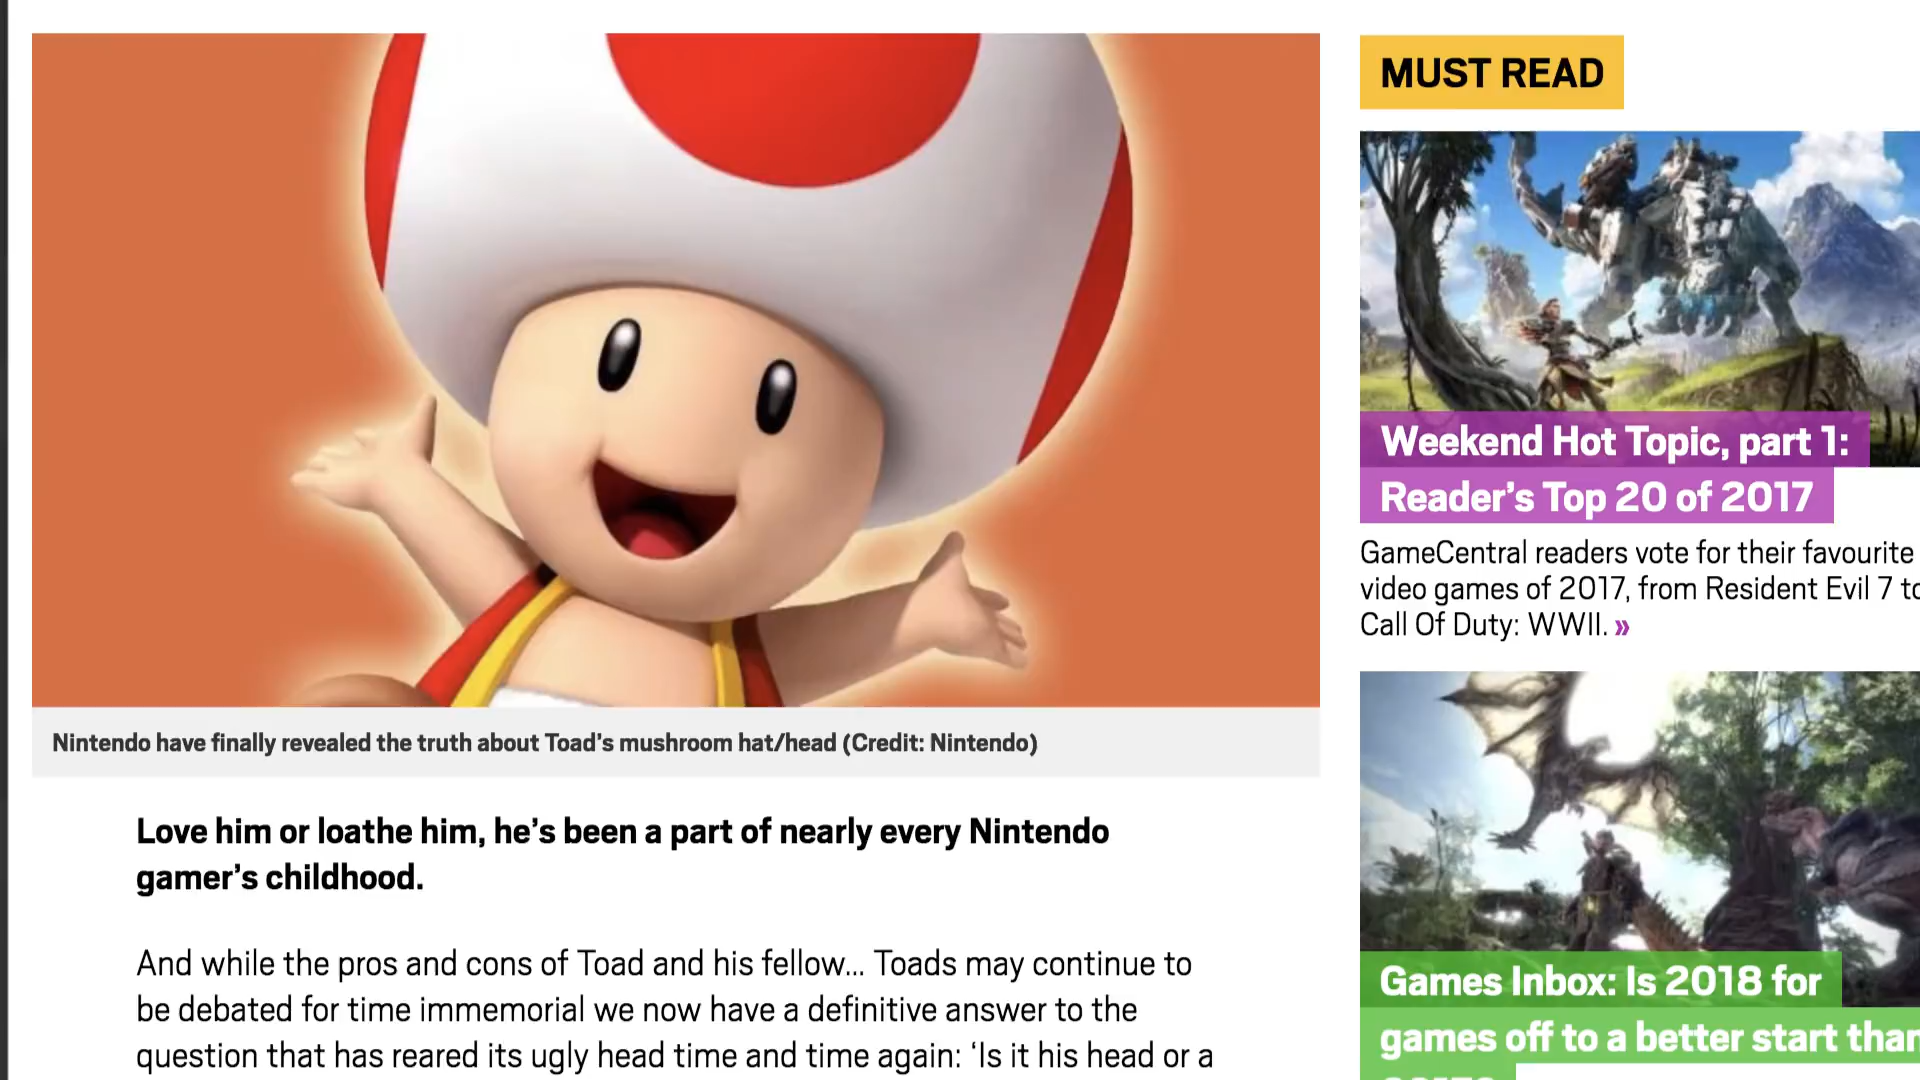 Nintendo have finally revealed the truth about Toad's mushroom hat/head (Credit: Nintendo)
Love him or loathe him, he's been a part of nearly every Nintendo
gamer's childhood.
And while the pros and cons of Toad and his fellow... Toads may continue to
be debated for time immemorial we now have a definitive answer to the
question that has reared its ugly head time and time again: ‘Is it his head or a
MUST READ
Weekend Hot Topic, part 1:
Reader's Top 20 of 2017
GameCentral readers vote for their favourite
video games of 2017, from Resident Evil 7 to
Call Of Duty: WWII. »
Games Inbox: Is 2018 for
games off to a better start than